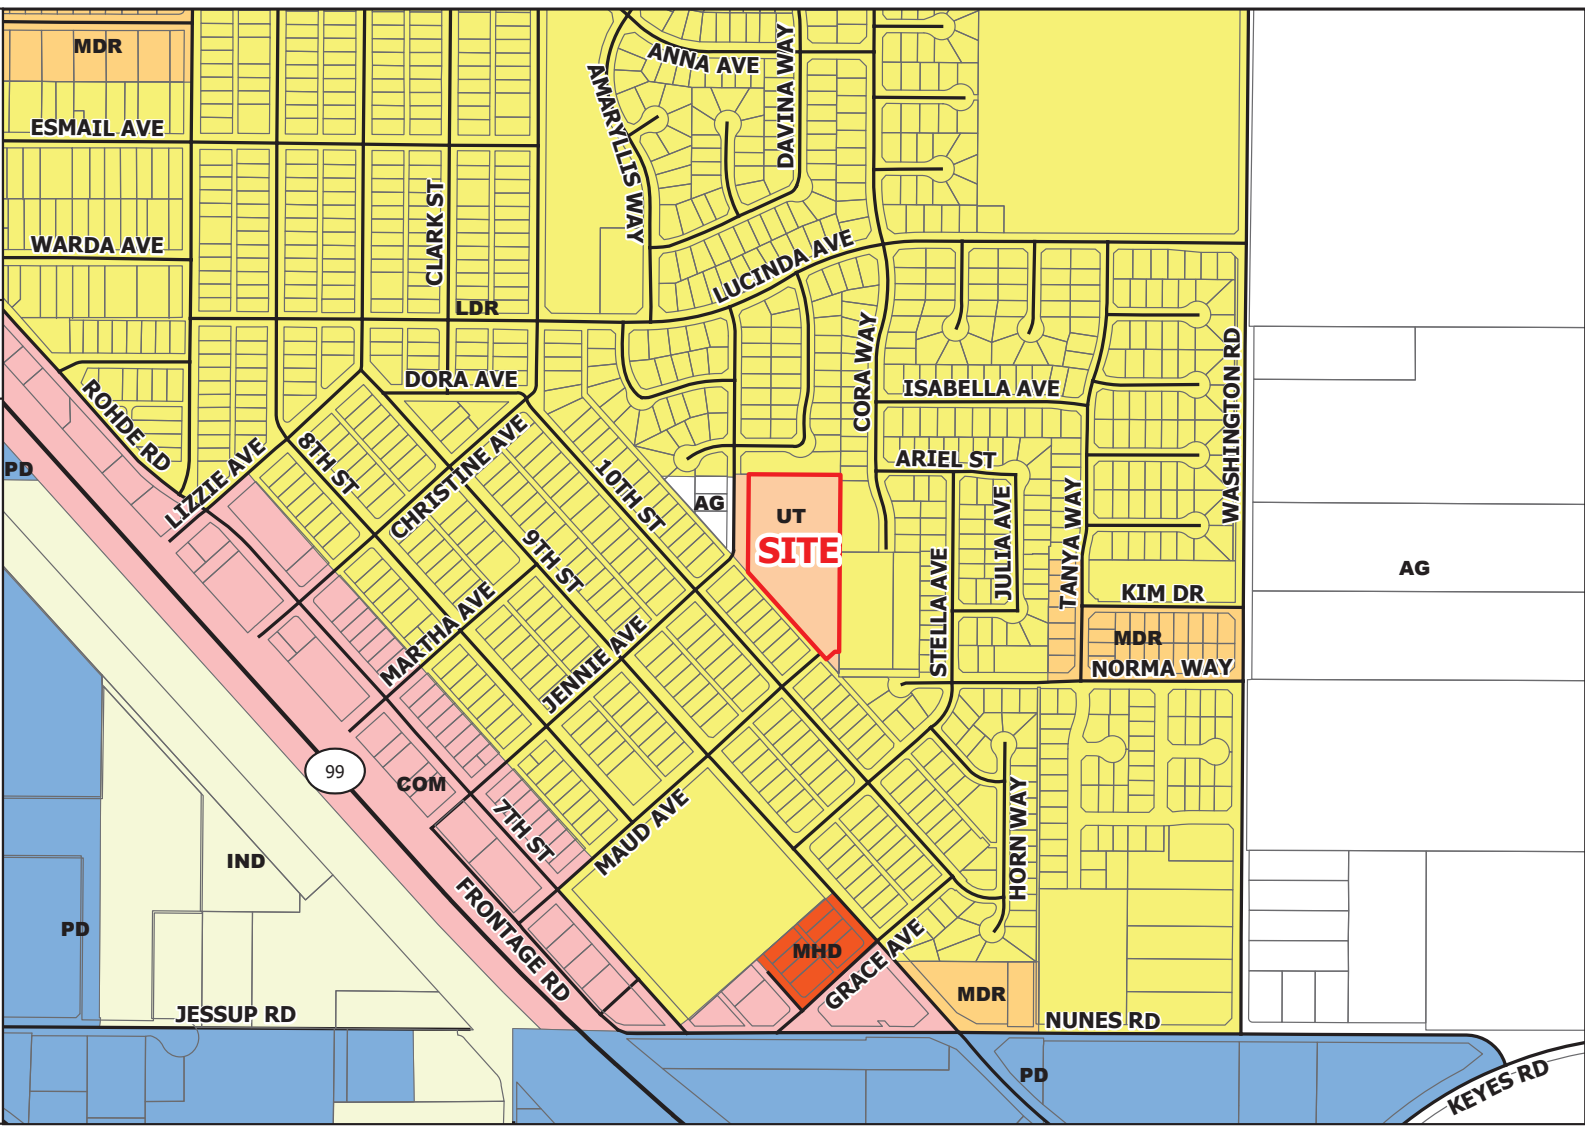 MDR
ANNA AVE
DAVINA WAY
AMARYLLIS WAY
ESMAIL AVE
CLARK ST
WARDA AVE
LUCINDA AVE
LDR
CORA WAY
WASHINGTON RD
DORA AVE
ISABELLA AVE
ROHDE RD
LIZZIE AVE
8TH ST
CHRISTINE AVE
10TH ST
ARIEL ST
PD
AG
UT
SITE
JULIA AVE
TANYA WAY
9TH ST
STELLA AVE
AG
KIM DR
MARTHA AVE
JENNIE AVE
MDR
NORMA WAY
99
COM
7TH ST
MAUD AVE
HORN WAY
IND
FRONTAGE RD
PD
MHD
GRACE AVE
MDR
JESSUP RD
NUNES RD
PD
KEYES RD